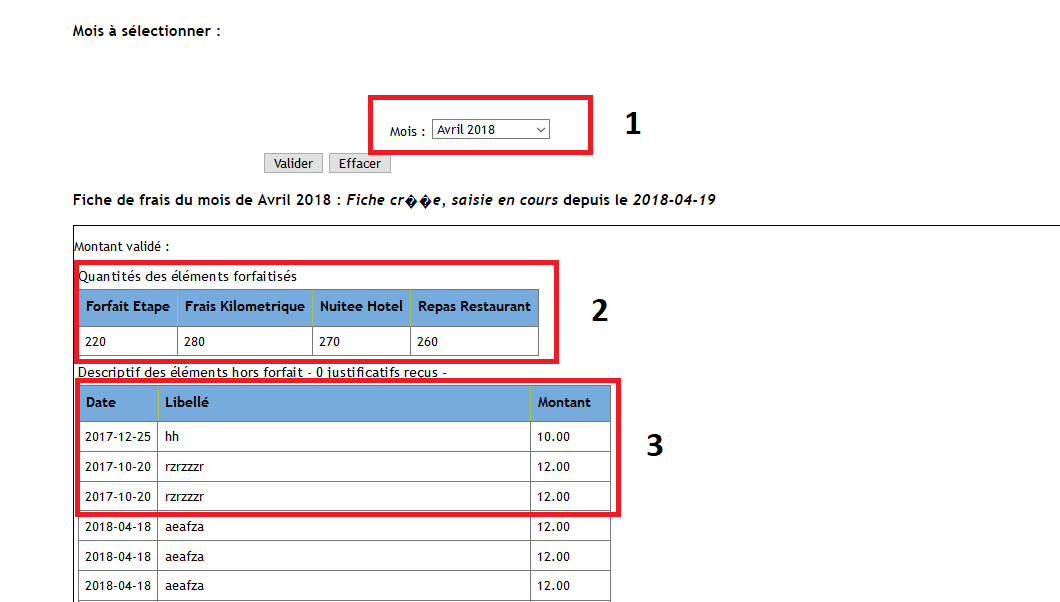 Mois à sélectionner :
Mois : Avril 2018 1
Valider Effacer
Fiche de frais du mois de Avril 2018 : Fiche cr��e, saisie en cours depuis le 2018-04-19
Montant validé :
Quantités des éléments forfaitisés
Forfait Etape Frais Kilometrique Nuitee Hotel Repas Restaurant 2
220 280 270 260
Descriptif des éléments hors forfait - 0 justificatifs reçus -
Date Libellé Montant
2017-12-25 hh 10.00 3
2017-10-20 rzrzzzr 12.00
2017-10-20 rzrzzzr 12.00
2018-04-18 aeafza 12.00
2018-04-18 aeafza 12.00
2018-04-18 aeafza 12.00